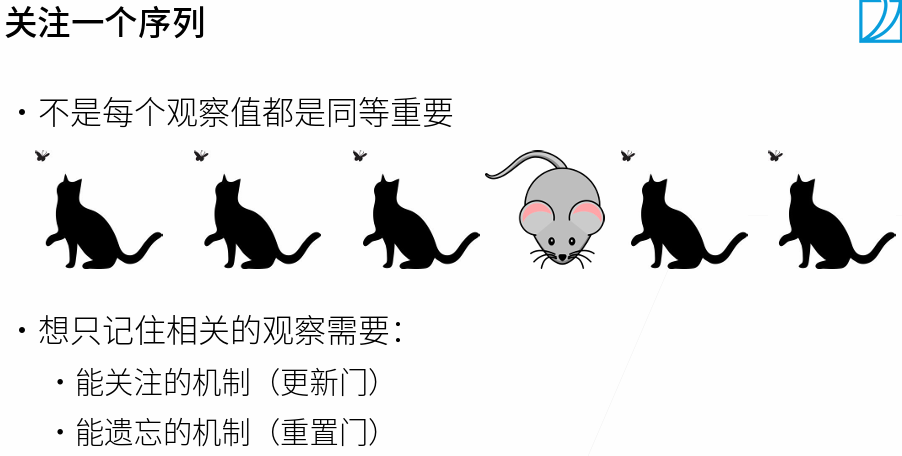 关注一个序列
• 不是每个观察值都是同等重要
• 想只记住相关的观察需要：
• 能关注的机制（更新门）
• 能遗忘的机制（重置门）